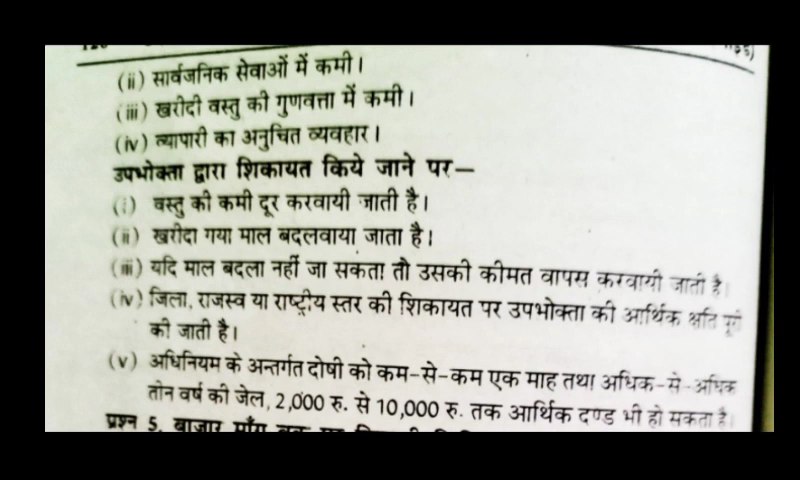 (ii) सार्वजनिक सेवाओं में कमी।
(iii) खरीदी वस्तु की गुणवत्ता में कमी।
(iv) व्यापारी का अनुचित व्यवहार।
उपभोक्ता द्वारा शिकायत किये जाने पर—
(i) वस्तु की कमी दूर करवायी जाती है।
(ii) खरीदा गया माल बदलवाया जाता है।
(iii) यदि माल बदला नहीं जा सकता तो उसकी कीमत वापस करवायी जाती है।
(iv) जिला, राजस्व या राष्ट्रीय स्तर की शिकायत पर उपभोक्ता की आर्थिक क्षति पूरी
की जाती है।
(v) अधिनियम के अन्तर्गत दोषी को कम-से-कम एक माह तथा अधिक-से-अधिक
तीन वर्ष की जेल, 2,000 रु. से 10,000 रु. तक आर्थिक दण्ड भी हो सकता है।
प्रश्न 5. बाजार माँग